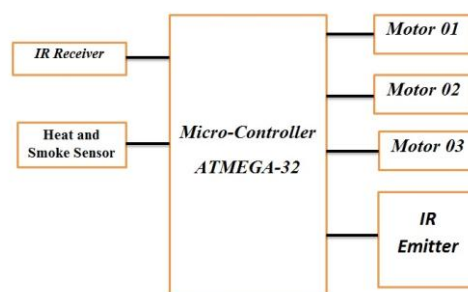 IR Receiver
Heat and
Smoke Sensor
Micro-Controller
ATMEGA-32
Motor 01
Motor 02
Motor 03
IR
Emitter